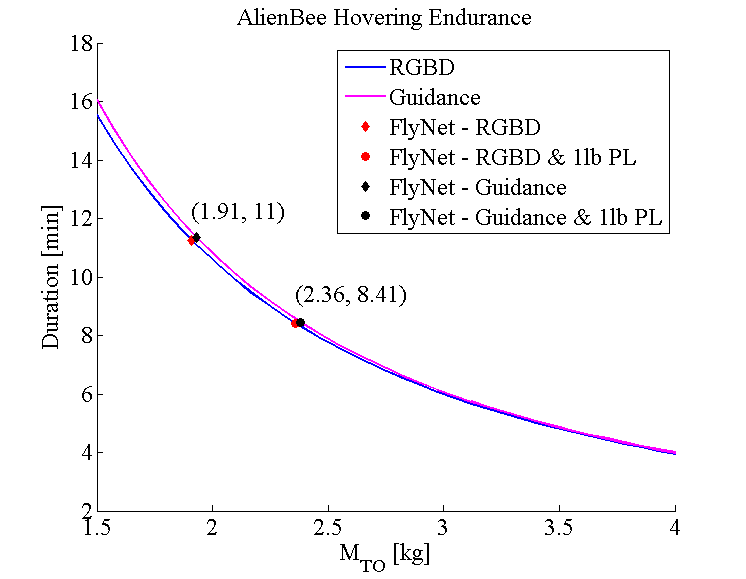 AlienBee Hovering Endurance
18
16
14
12
10
8
6
4
2
Duration [min]
RGBD
Guidance
FlyNet - RGBD
FlyNet - RGBD & 1lb PL
FlyNet - Guidance
FlyNet - Guidance & 1lb PL
(1.91, 11)
(2.36, 8.41)
1.5 2 2.5 3 3.5 4
M_TO [kg]